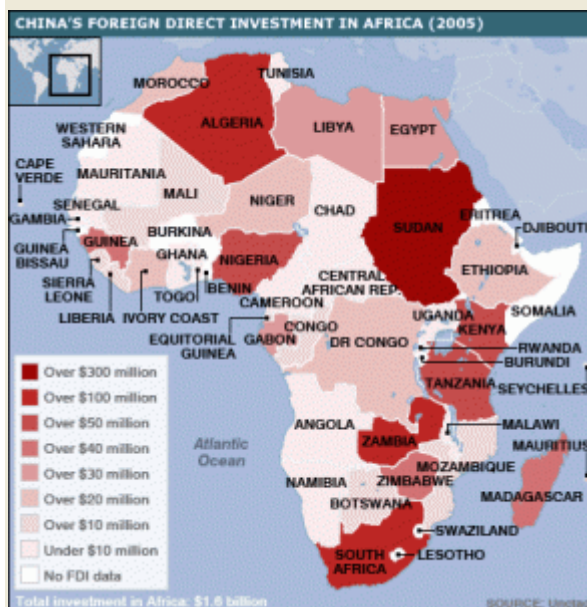 CHINA'S FOREIGN DIRECT INVESTMENT IN AFRICA (2005)
TUNISIA
MOROCCO
ALGERIA
LIBYA
EGYPT
WESTERN
SAHARA
CAPE
VERDE
MAURITANIA
MALI
NIGER
CHAD
SUDAN
ERITREA
DJIBOUTI
SENEGAL
GAMBIA
GUINEA
BISSAU
GUINEA
BURKINA
GHANA
NIGERIA
ETHIOPIA
SIERRA
LEONE
TOGO
BENIN
CENTRAL
AFRICAN REP.
CAMEROON
LIBERIA
IVORY COAST
UGANDA
SOMALIA
KENYA
EQUITORIAL
GUINEA
CONGO
GABON
DR CONGO
RWANDA
BURUNDI
TANZANIA
SEYCHELLES
ANGOLA
MALAWI
ZAMBIA
MAURITIUS
MOZAMBIQUE
ZIMBABWE
NAMIBIA
BOTSWANA
MADAGASCAR
SWAZILAND
SOUTH
AFRICA
LESOTHO
Atlantic
Ocean
Over $300 million
Over $100 million
Over $50 million
Over $40 million
Over $30 million
Over $20 million
Over $10 million
Under $10 million
No FDI data
Total investment in Africa: $1.6 billion
SOURCE: